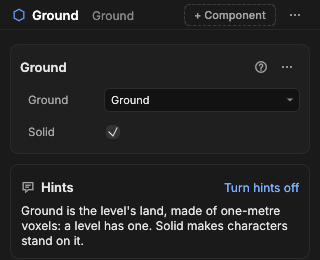 Ground Ground + Component
Ground
Ground Ground
Solid
Hints Turn hints off
Ground is the level's land, made of one-metre
voxels: a level has one. Solid makes characters
stand on it.